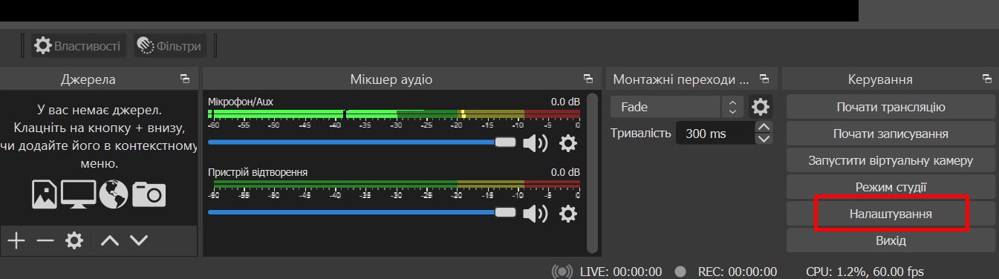 Властивості
Фільтри
Джерела
У вас немає джерел.
Клацніть на кнопку + внизу,
чи додайте його в контекстному
меню.
Мікшер аудіо
Мікрофон/Aux
0.0 dB
-60 -55 -50 -45 -40 -35 -30 -25 -20 -15 -10 -5 0
Пристрій відтворення
0.0 dB
-60 -55 -50 -45 -40 -35 -30 -25 -20 -15 -10 -5 0
Монтажні переходи ...
Fade
Тривалість
300 ms
Керування
Почати трансляцію
Почати записування
Запустити віртуальну камеру
Режим студії
Налаштування
Вихід
LIVE: 00:00:00
REC: 00:00:00
CPU: 1.2%, 60.00 fps